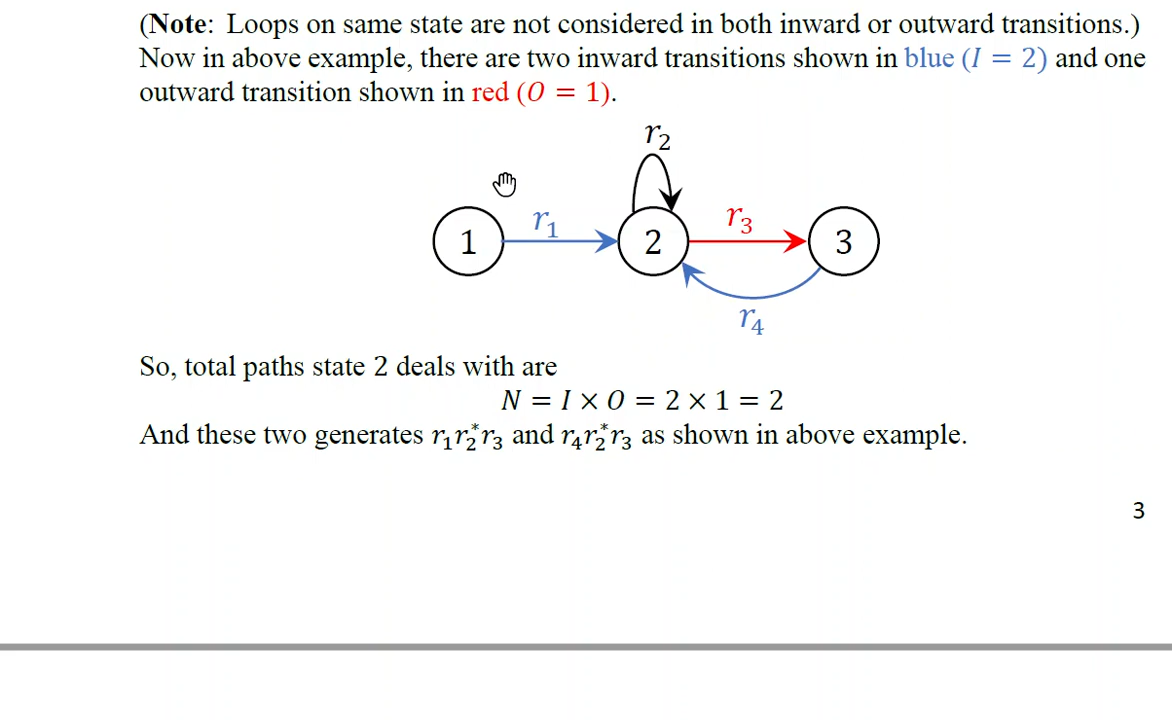 (Note: Loops on same state are not considered in both inward or outward transitions.)
Now in above example, there are two inward transitions shown in blue (I = 2) and one
outward transition shown in red (O = 1).
r₂
r₁
r₃
1
2
3
r₄
So, total paths state 2 deals with are
N = I × O = 2 × 1 = 2
And these two generates r₁r₂*r₃ and r₄r₂*r₃ as shown in above example.
3